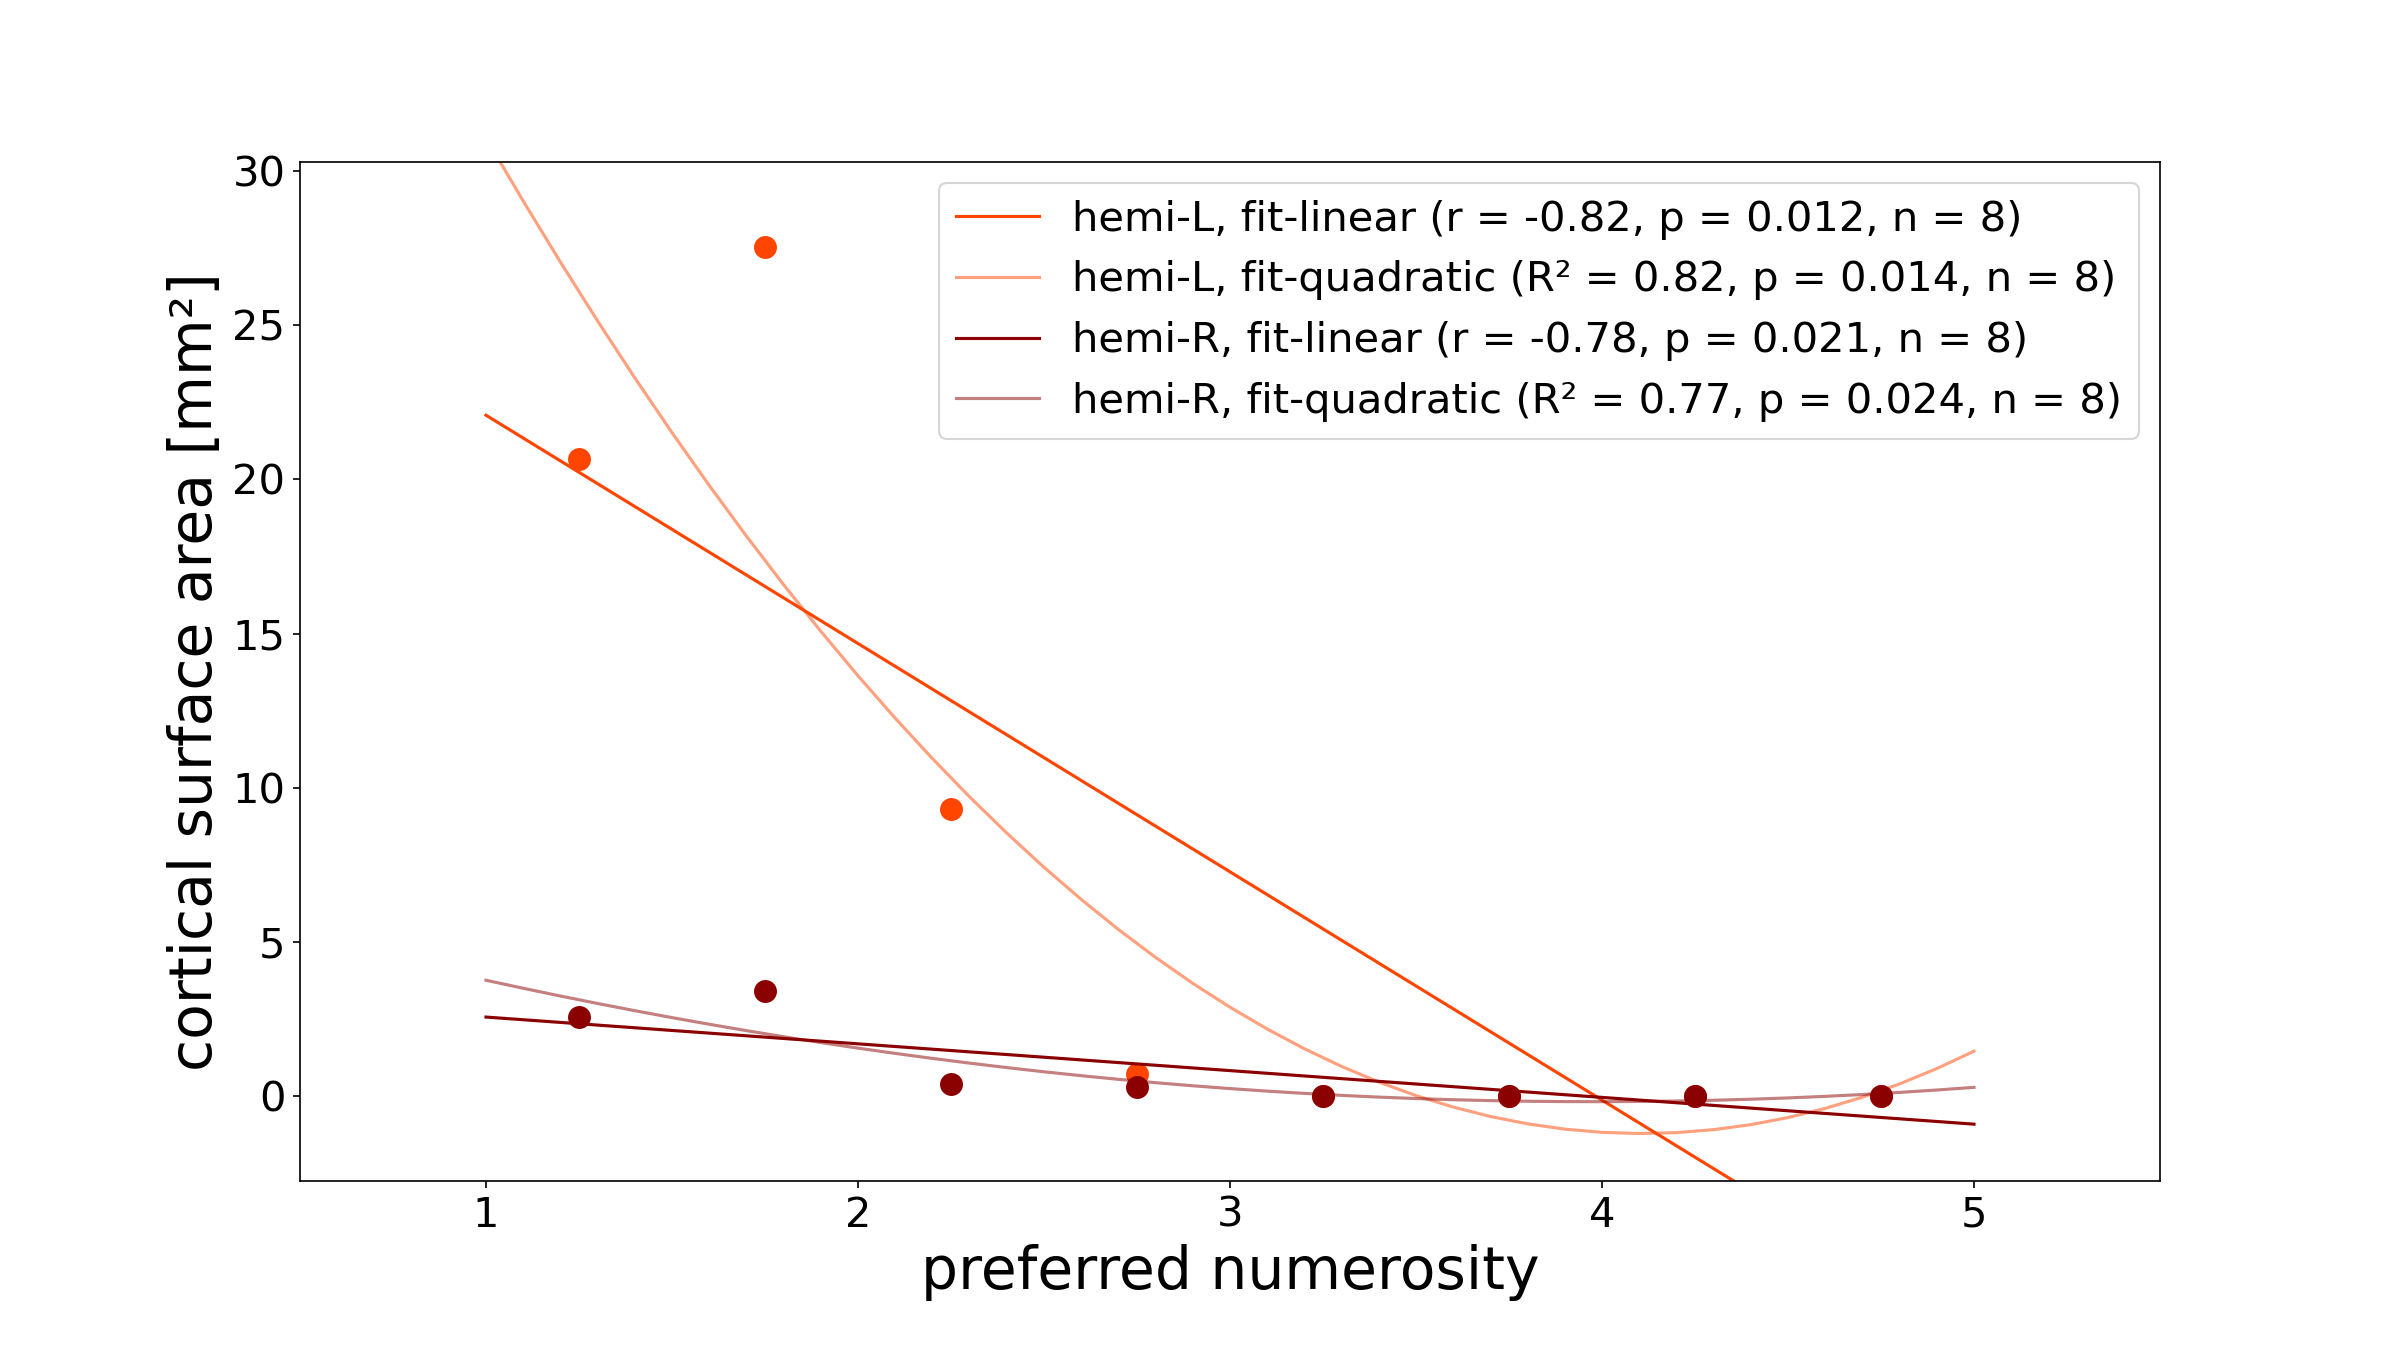 cortical surface area [mm²]
30
25
20
15
10
5
0
hemi-L, fit-linear (r = -0.82, p = 0.012, n = 8)
hemi-L, fit-quadratic (R² = 0.82, p = 0.014, n = 8)
hemi-R, fit-linear (r = -0.78, p = 0.021, n = 8)
hemi-R, fit-quadratic (R² = 0.77, p = 0.024, n = 8)
1 2 3 4 5
preferred numerosity